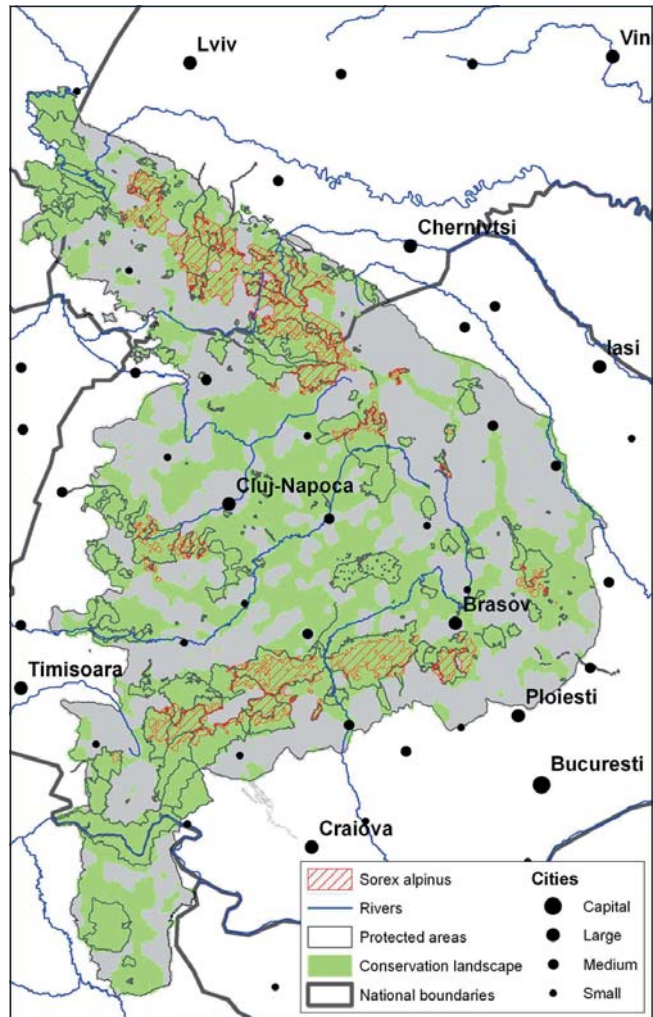 Lviv
Vin
Chernivtsi
Iasi
Cluj-Napoca
Brasov
Timisoara
Ploiesti
Bucuresti
Craiova
Sorex alpinus
Rivers
Protected areas
Conservation landscape
National boundaries
Cities
Capital
Large
Medium
Small